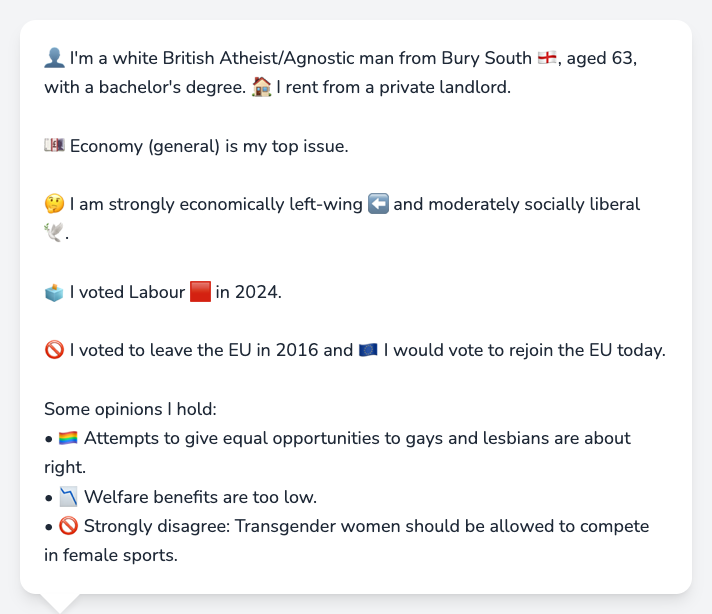 👤 I'm a white British Atheist/Agnostic man from Bury South 🏴󠁧󠁢󠁥󠁮󠁧󠁿, aged 63,
with a bachelor's degree. 🏠 I rent from a private landlord.
💷 Economy (general) is my top issue.
🤔 I am strongly economically left-wing ⬅️ and moderately socially liberal
🕊️.
🗳️ I voted Labour 🟥 in 2024.
🚫 I voted to leave the EU in 2016 and 🇪🇺 I would vote to rejoin the EU today.
Some opinions I hold:
• 🏳️‍🌈 Attempts to give equal opportunities to gays and lesbians are about
right.
• 📉 Welfare benefits are too low.
• 🚫 Strongly disagree: Transgender women should be allowed to compete
in female sports.